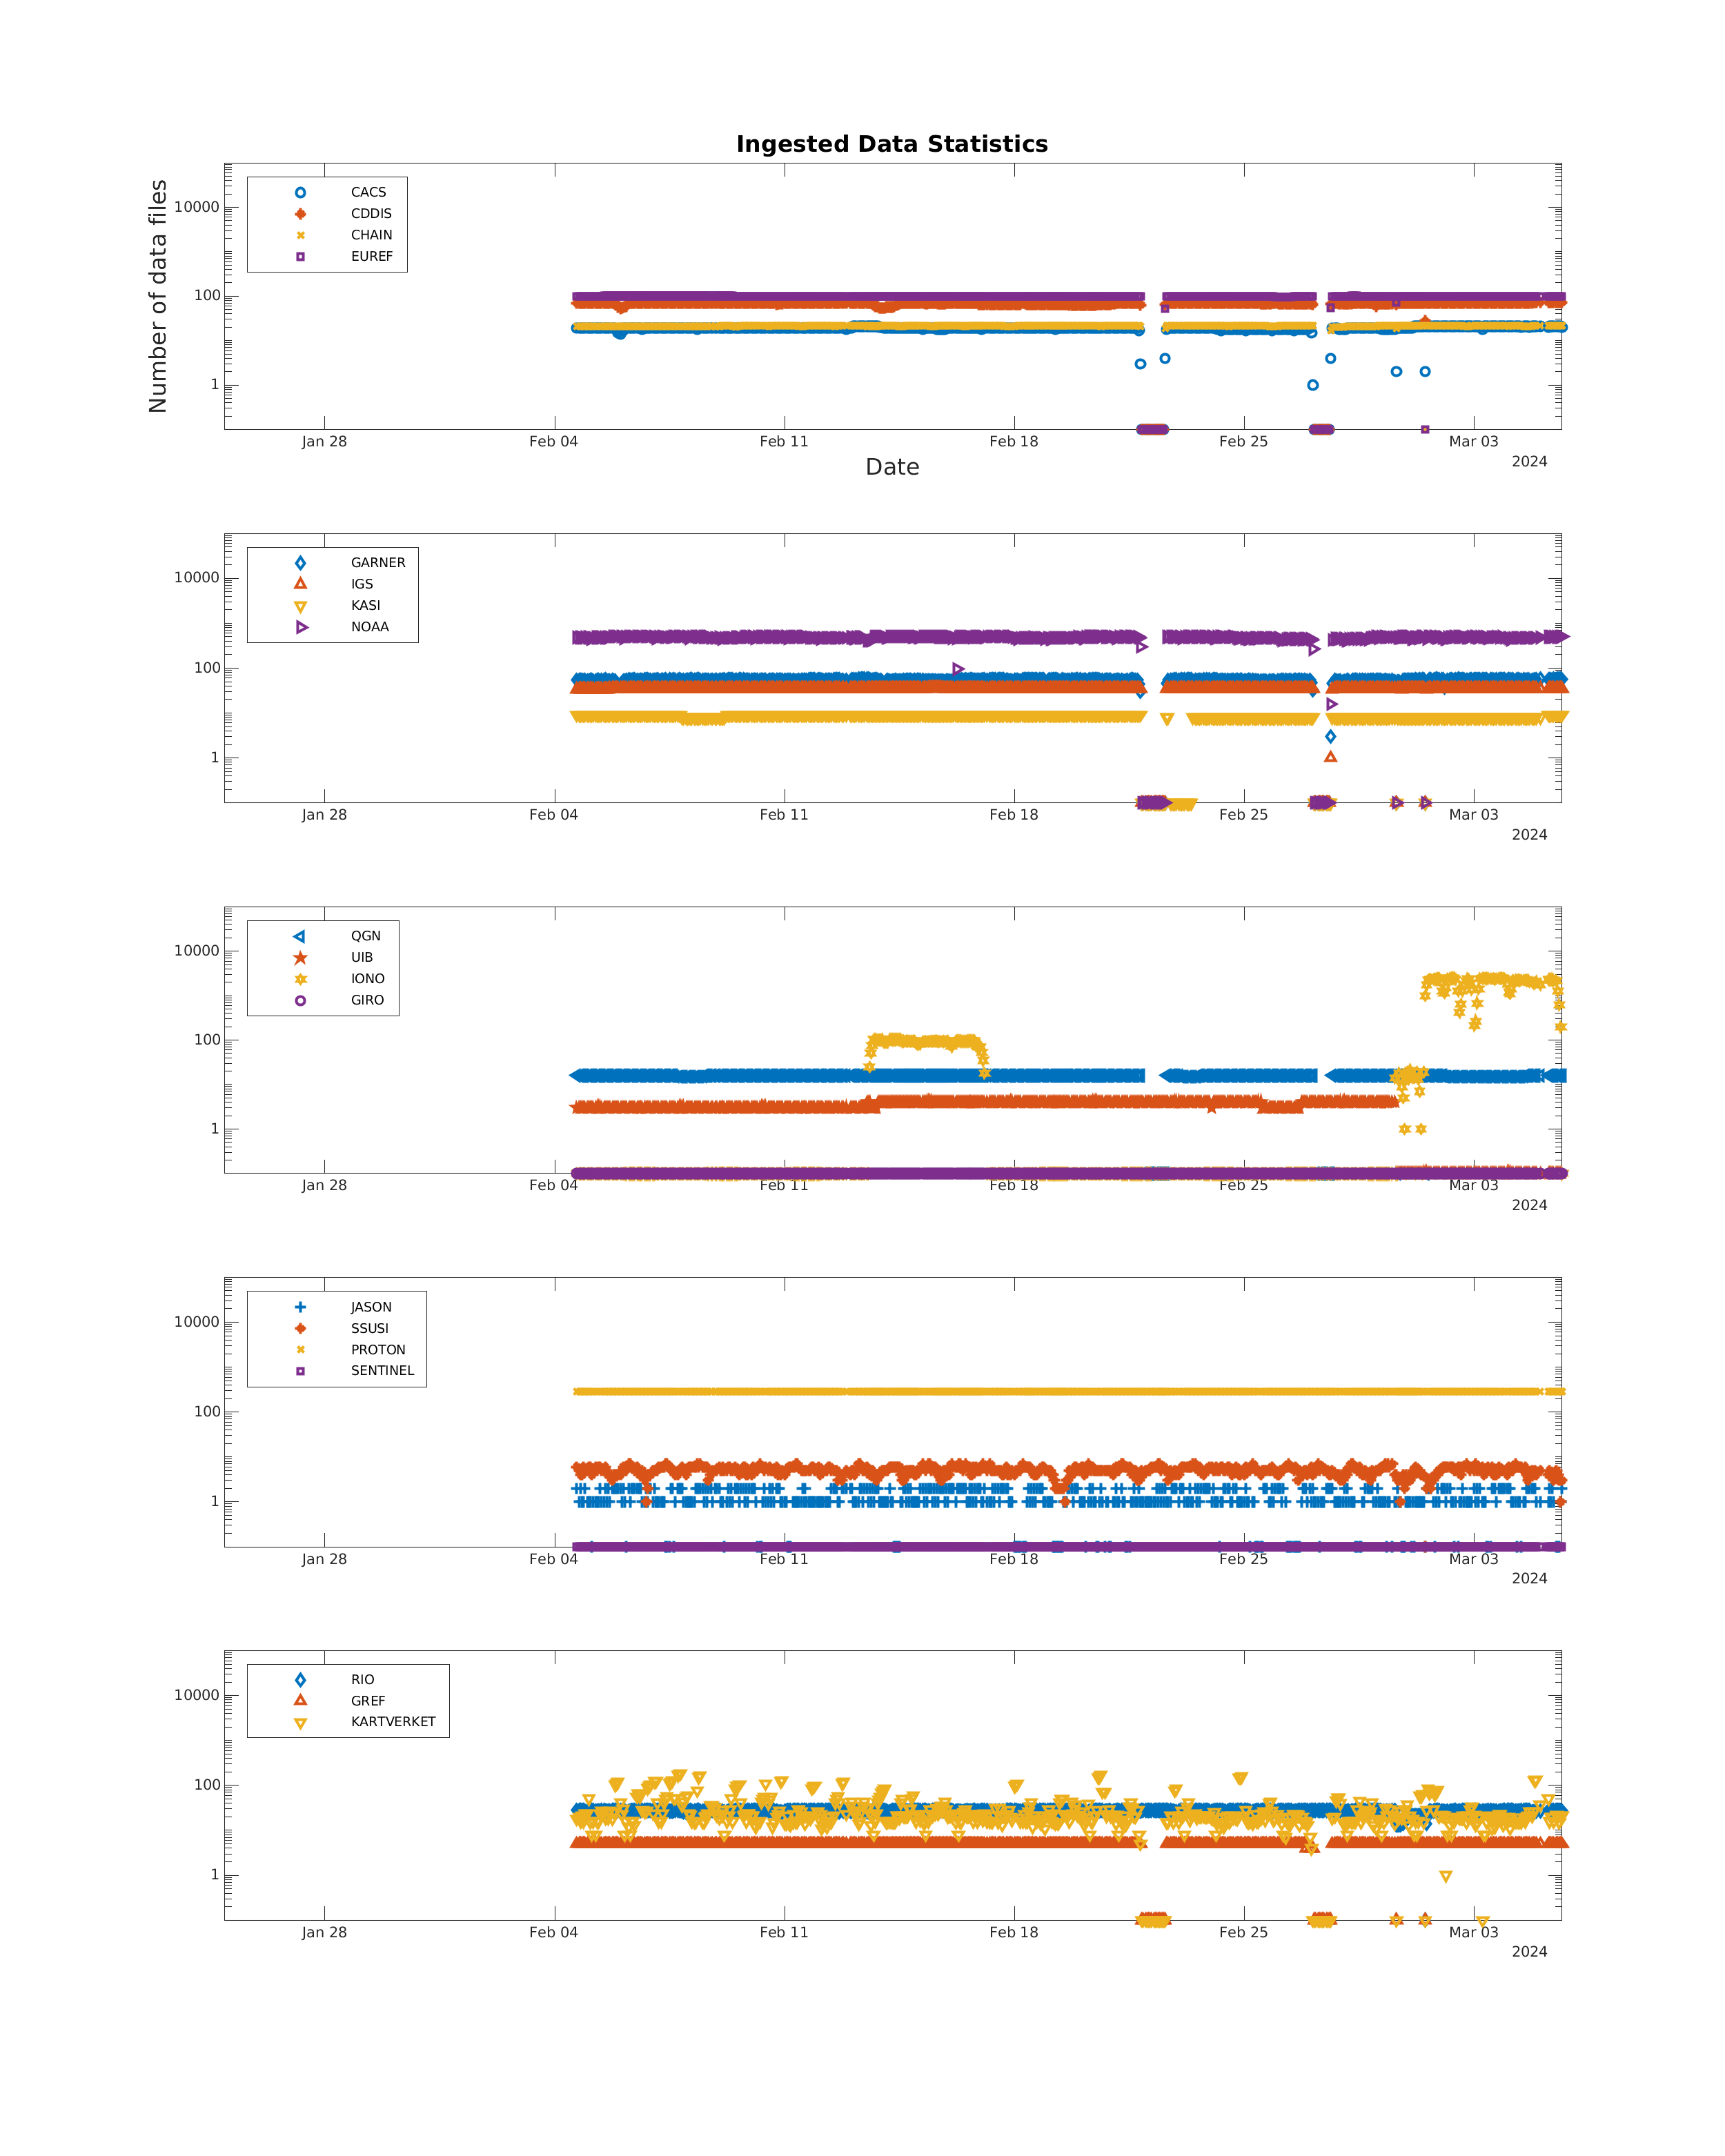 Ingested Data Statistics
Number of data files
10000
100
1
CACS
CDDIS
CHAIN
EUREF
Jan 28 Feb 04 Feb 11 Feb 18 Feb 25 Mar 03
2024
Date
10000
100
1
GARNER
IGS
KASI
NOAA
Jan 28 Feb 04 Feb 11 Feb 18 Feb 25 Mar 03
2024
10000
100
1
QGN
UIB
IONO
GIRO
Jan 28 Feb 04 Feb 11 Feb 18 Feb 25 Mar 03
2024
10000
100
1
JASON
SSUSI
PROTON
SENTINEL
Jan 28 Feb 04 Feb 11 Feb 18 Feb 25 Mar 03
2024
10000
100
1
RIO
GREF
KARTVERKET
Jan 28 Feb 04 Feb 11 Feb 18 Feb 25 Mar 03
2024